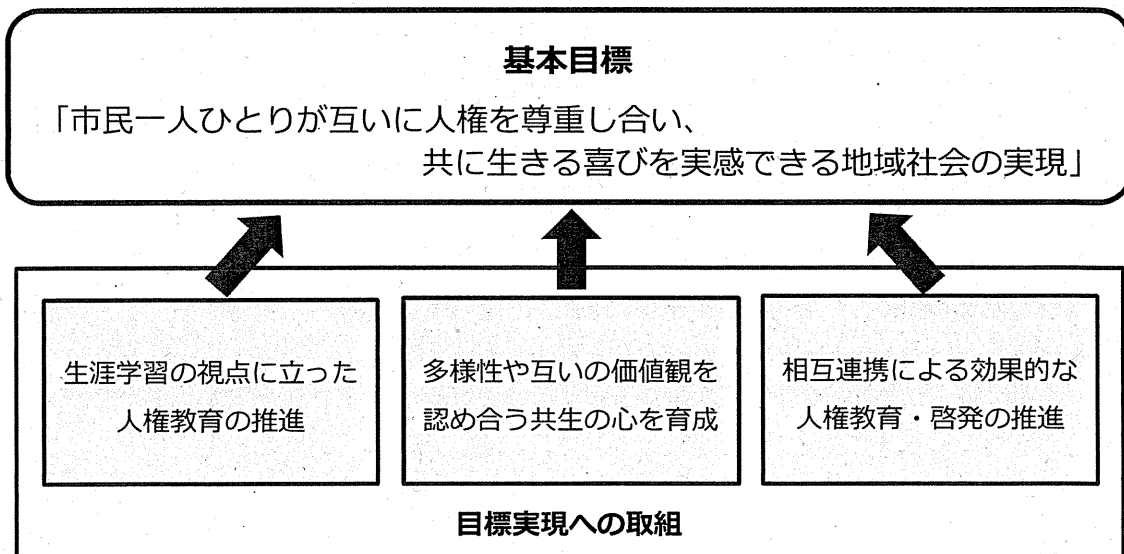 基本目標
「市民一人ひとりが互いに人権を尊重し合い、
共に生きる喜びを実感できる地域社会の実現」
生涯学習の視点に立った
人権教育の推進
多様性や互いの価値観を
認め合う共生の心を育成
相互連携による効果的な
人権教育・啓発の推進
目標実現への取組